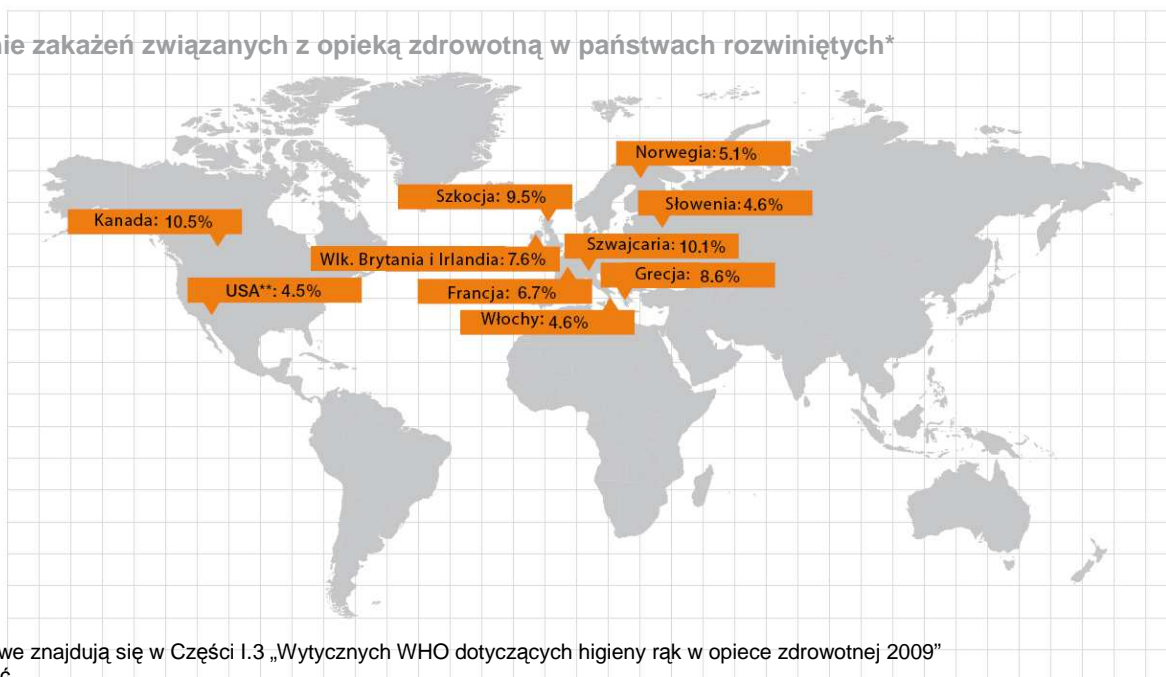 nie zakażeń związanych z opieką zdrowotną w państwach rozwiniętych*
Norwegia: 5.1%
Szkocja: 9.5%
Słowenia: 4.6%
Kanada: 10.5%
Szwajcaria: 10.1%
Wlk. Brytania i Irlandia: 7.6%
Grecja: 8.6%
USA**: 4.5%
Francja: 6.7%
Włochy: 4.6%
we znajdują się w Części I.3 „Wytycznych WHO dotyczących higieny rąk w opiece zdrowotnej 2009”